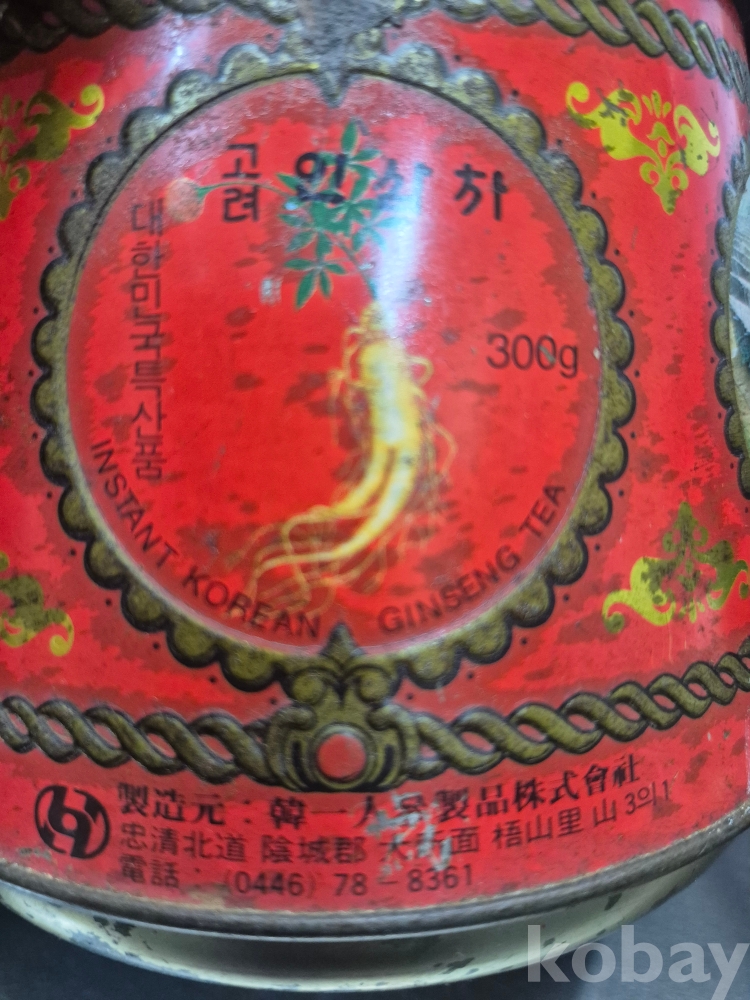 고려 인삼차
대한민국특산품
300g
INSTANT KOREAN GINSENG TEA
製造元 : 韓一人蔘製品株式會社
忠清北道 陰城郡 大 面 梧山里 山 3의1
電話 : (0446) 78-8361
kobay